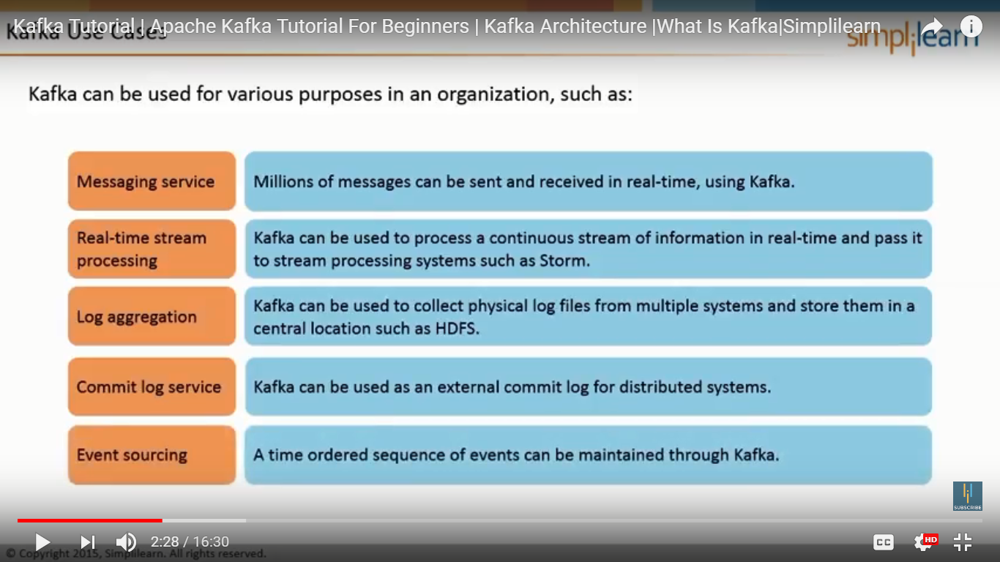 Kafka Tutorial | Apache Kafka Tutorial For Beginners | Kafka Architecture |What Is Kafka|Simplilearn
Kafka Use Cases
simplilearn
Kafka can be used for various purposes in an organization, such as:
Messaging service
Millions of messages can be sent and received in real-time, using Kafka.
Real-time stream
processing
Kafka can be used to process a continuous stream of information in real-time and pass it
to stream processing systems such as Storm.
Log aggregation
Kafka can be used to collect physical log files from multiple systems and store them in a
central location such as HDFS.
Commit log service
Kafka can be used as an external commit log for distributed systems.
Event sourcing
A time ordered sequence of events can be maintained through Kafka.
SUBSCRIBE
2:28 / 16:30
CC
HD
© Copyright 2015, Simplilearn. All rights reserved.